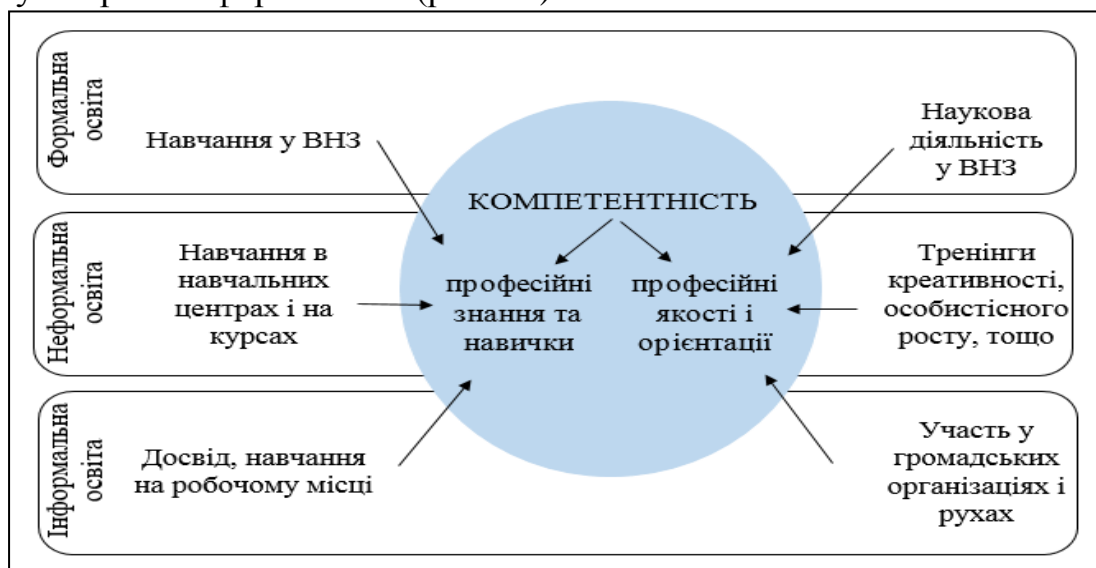 Формальна
освіта
Навчання у ВНЗ
Наукова
діяльність
у ВНЗ
КОМПЕТЕНТНІСТЬ
професійні
знання та
навички
професійні
якості і
орієнтації
Неформальна
освіта
Навчання в
навчальних
центрах і на
курсах
Тренінги
креативності,
особистісного
росту, тощо
Інформальна
освіта
Досвід, навчання
на робочому місці
Участь у
громадських
організаціях і
рухах